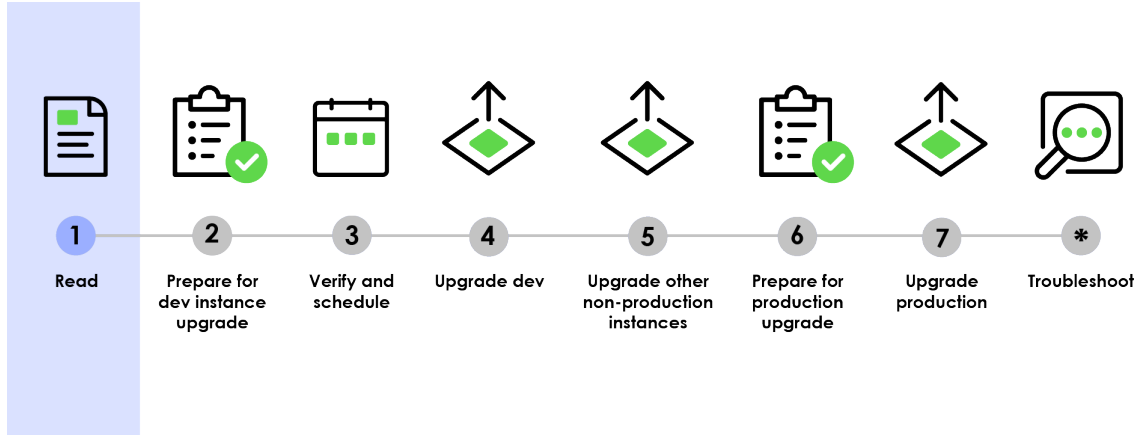 1
2
3
4
5
6
7
*
Read
Prepare for
dev instance
upgrade
Verify and
schedule
Upgrade dev
Upgrade other
non-production
instances
Prepare for
production
upgrade
Upgrade
production
Troubleshoot